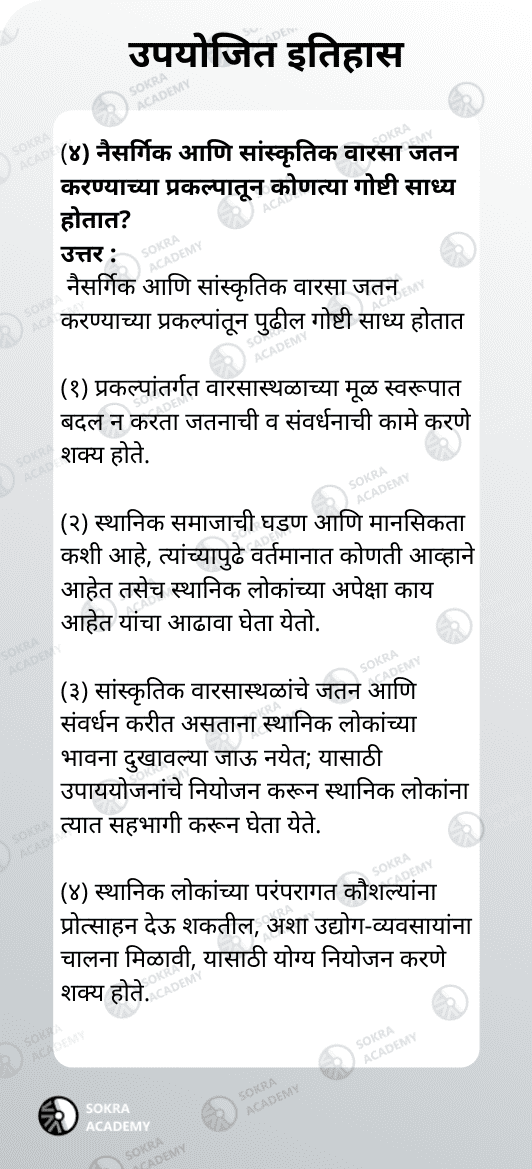 उपयोजित इतिहास
(४) नैसर्गिक आणि सांस्कृतिक वारसा जतन
करण्याच्या प्रकल्पातून कोणत्या गोष्टी साध्य
होतात?
उत्तर :
नैसर्गिक आणि सांस्कृतिक वारसा जतन
करण्याच्या प्रकल्पांतून पुढील गोष्टी साध्य होतात
(१) प्रकल्पांतर्गत वारसास्थळाच्या मूळ स्वरूपात
बदल न करता जतनाची व संवर्धनाची कामे करणे
शक्य होते.
(२) स्थानिक समाजाची घडण आणि मानसिकता
कशी आहे, त्यांच्यापुढे वर्तमानात कोणती आव्हाने
आहेत तसेच स्थानिक लोकांच्या अपेक्षा काय
आहेत यांचा आढावा घेता येतो.
(३) सांस्कृतिक वारसास्थळांचे जतन आणि
संवर्धन करीत असताना स्थानिक लोकांच्या
भावना दुखावल्या जाऊ नयेत; यासाठी
उपाययोजनांचे नियोजन करून स्थानिक लोकांना
त्यात सहभागी करून घेता येते.
(४) स्थानिक लोकांच्या परंपरागत कौशल्यांना
प्रोत्साहन देऊ शकतील, अशा उद्योग-व्यवसायांना
चालना मिळावी, यासाठी योग्य नियोजन करणे
शक्य होते.
SOKRA
ACADEMY